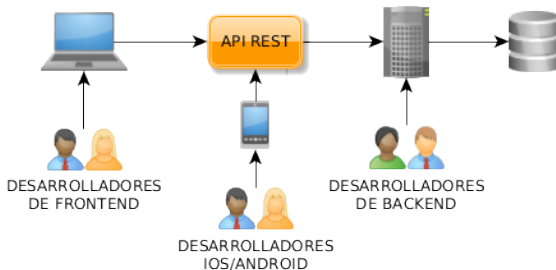 API REST
DESARROLLADORES
DE FRONTEND
DESARROLLADORES
IOS/ANDROID
DESARROLLADORES
DE BACKEND